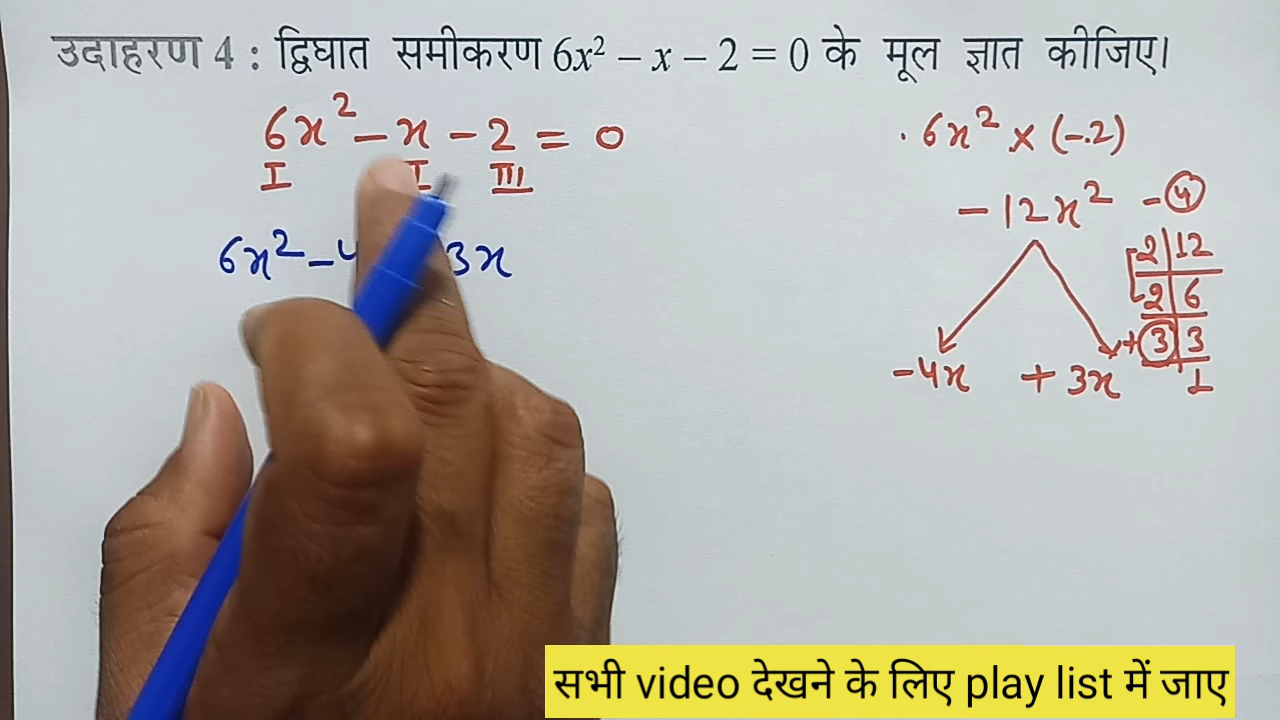 उदाहरण 4 : द्विघात समीकरण 6x² – x – 2 = 0 के मूल ज्ञात कीजिए।
6x² – x – 2 = 0
I I III
6x² – 4 3x
6x² × (-2)
– 12x² - 4
2 | 12
2 | 6
+ 3 | 3
1
- 4x + 3x
सभी video देखने के लिए play list में जाए